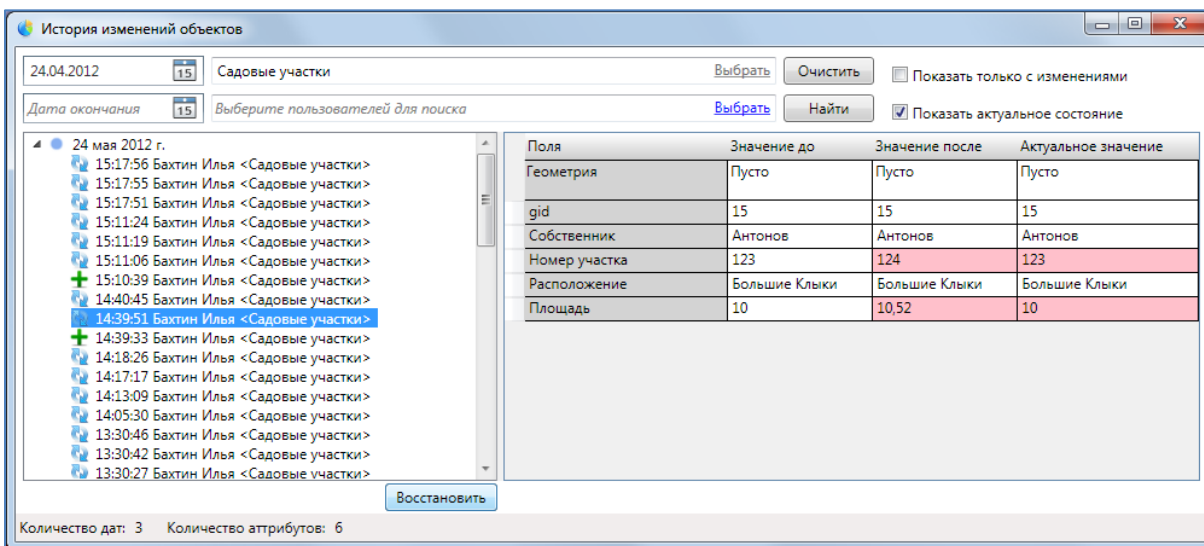 История изменений объектов
24.04.2012 15 Садовые участки Выбрать Очистить Показать только с изменениями
Дата окончания 15 Выберите пользователей для поиска Выбрать Найти Показать актуальное состояние
24 мая 2012 г.
15:17:56 Бахтин Илья <Садовые участки>
15:17:55 Бахтин Илья <Садовые участки>
15:17:51 Бахтин Илья <Садовые участки>
15:11:24 Бахтин Илья <Садовые участки>
15:11:19 Бахтин Илья <Садовые участки>
15:11:06 Бахтин Илья <Садовые участки>
15:10:39 Бахтин Илья <Садовые участки>
14:40:45 Бахтин Илья <Садовые участки>
14:39:51 Бахтин Илья <Садовые участки>
14:39:33 Бахтин Илья <Садовые участки>
14:18:26 Бахтин Илья <Садовые участки>
14:17:17 Бахтин Илья <Садовые участки>
14:13:09 Бахтин Илья <Садовые участки>
14:05:30 Бахтин Илья <Садовые участки>
13:30:46 Бахтин Илья <Садовые участки>
13:30:42 Бахтин Илья <Садовые участки>
13:30:27 Бахтин Илья <Садовые участки>
Поля Значение до Значение после Актуальное значение
Геометрия Пусто Пусто Пусто
gid 15 15 15
Собственник Антонов Антонов Антонов
Номер участка 123 124 123
Расположение Большие Клыки Большие Клыки Большие Клыки
Площадь 10 10,52 10
Восстановить
Количество дат: 3 Количество аттрибутов: 6